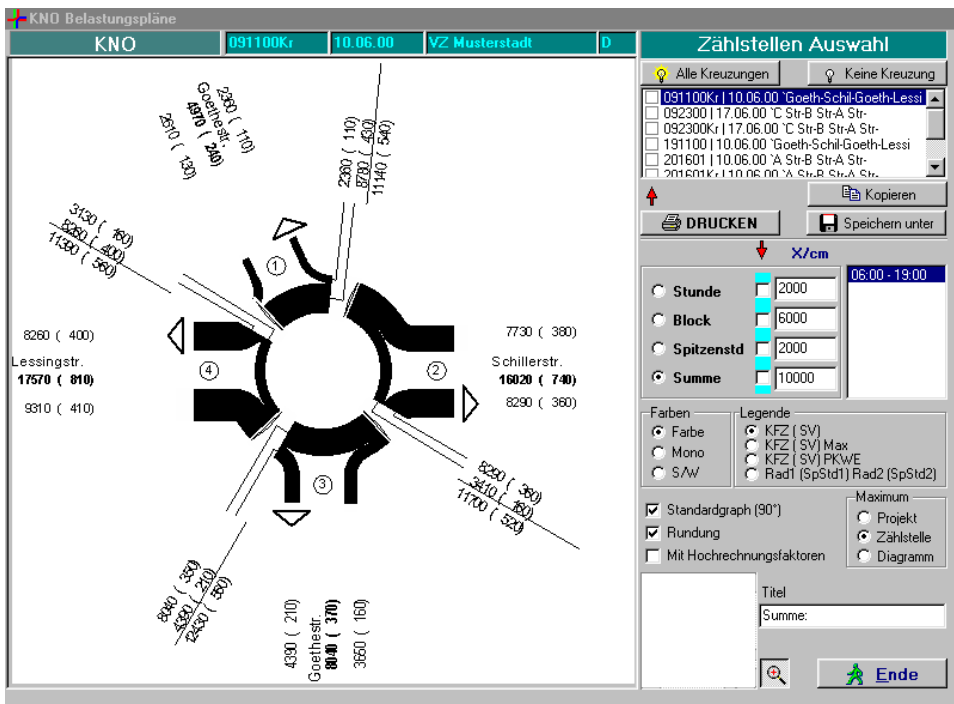 KNO Belastungspläne
KNO 091100Kr 10.06.00 VZ Musterstadt D
2360 ( 110)
Goethestr.
4970 ( 240)
2610 ( 130)
2360 ( 110)
8780 ( 430)
11140 ( 540)
3130 ( 160)
8260 ( 400)
11390 ( 560)
1
8260 ( 400)
Lessingstr.
17570 ( 810)
9310 ( 410)
4
7730 ( 380)
Schillerstr.
16020 ( 740)
8290 ( 360)
2
3
8290 ( 360)
3410 ( 160)
11700 ( 520)
8040 ( 350)
4390 ( 210)
12430 ( 560)
4390 ( 210)
Goethestr.
8040 ( 370)
3650 ( 160)
Zählstellen Auswahl
Alle Kreuzungen
Keine Kreuzung
091100Kr | 10.06.00 `Goeth-Schil-Goeth-Lessi
092300 | 17.06.00 `C Str-B Str-A Str-
092300Kr | 17.06.00 `C Str-B Str-A Str-
191100 | 10.06.00 `Goeth-Schil-Goeth-Lessi
201601 | 10.06.00 `A Str-B Str-A Str-
201601Kr | 10.06.00 `A Str-B Str-A Str-
Kopieren
DRUCKEN
Speichern unter
X/cm
06:00 - 19:00
Stunde 2000
Block 6000
Spitzenstd 2000
Summe 10000
Farben
Farbe
Mono
S/W
Legende
KFZ ( SV)
KFZ ( SV) Max
KFZ ( SV) PKWE
Rad1 (SpStd1) Rad2 (SpStd2)
Standardgraph (90°)
Rundung
Mit Hochrechnungsfaktoren
Maximum
Projekt
Zählstelle
Diagramm
Titel
Summe:
Ende